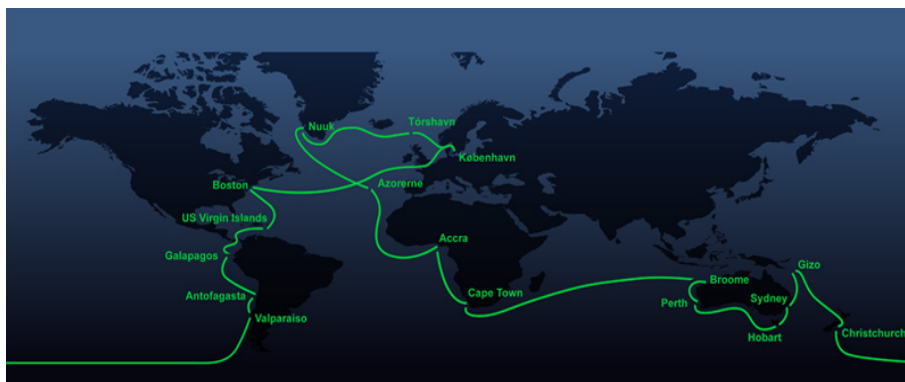 Nuuk
Tórshavn
København
Boston
Azorerne
US Virgin Islands
Accra
Galapagos
Gizo
Broome
Antofagasta
Cape Town
Perth
Sydney
Valparaiso
Hobart
Christchurch